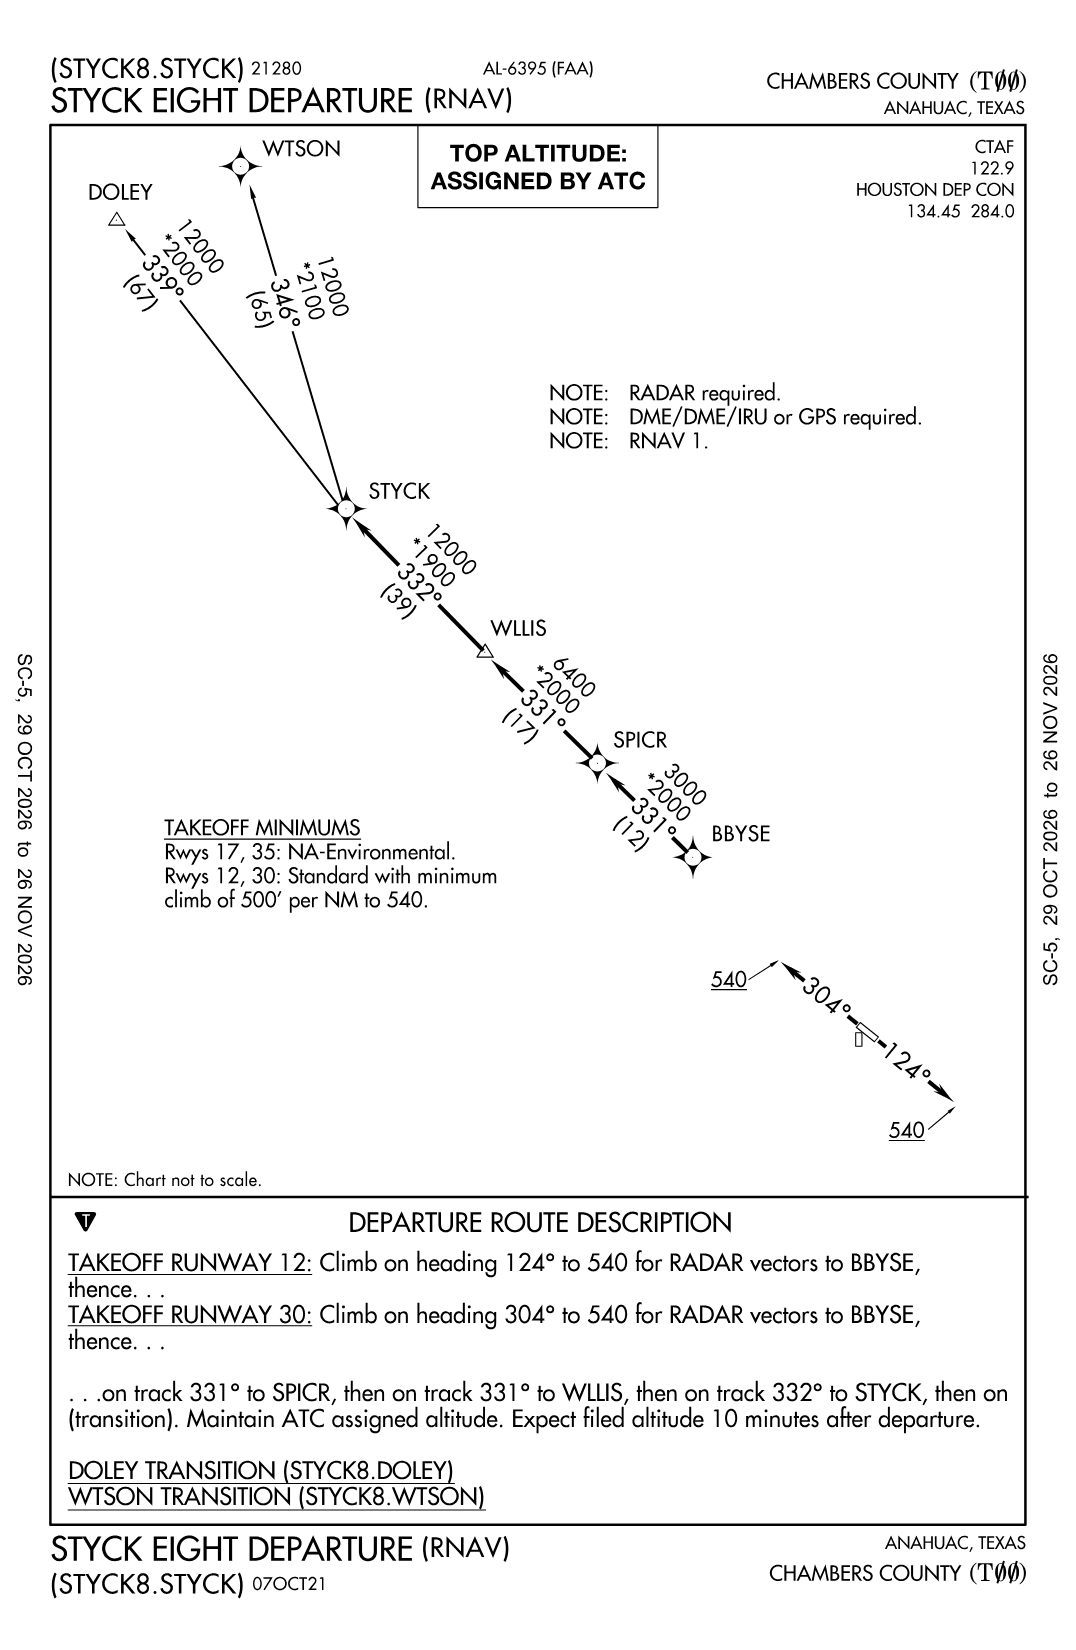 (STYCK8.STYCK) 21280
AL-6395 (FAA)
STYCK EIGHT DEPARTURE (RNAV)
CHAMBERS COUNTY (TØØ)
ANAHUAC, TEXAS
TOP ALTITUDE:
ASSIGNED BY ATC
CTAF
122.9
HOUSTON DEP CON
134.45 284.0
WTSON
DOLEY
12000
*2000
339°
(67)
12000
*2100
346°
(65)
NOTE: RADAR required.
NOTE: DME/DME/IRU or GPS required.
NOTE: RNAV 1.
STYCK
12000
*1900
332°
(39)
WLLIS
6400
*2000
331°
(17)
SPICR
3000
*2000
331°
(12)
BBYSE
TAKEOFF MINIMUMS
Rwys 17, 35: NA-Environmental.
Rwys 12, 30: Standard with minimum
climb of 500' per NM to 540.
SC-5, 29 OCT 2026 to 26 NOV 2026
SC-5, 29 OCT 2026 to 26 NOV 2026
540
304°
124°
540
NOTE: Chart not to scale.
T
DEPARTURE ROUTE DESCRIPTION
TAKEOFF RUNWAY 12: Climb on heading 124° to 540 for RADAR vectors to BBYSE,
thence. . .
TAKEOFF RUNWAY 30: Climb on heading 304° to 540 for RADAR vectors to BBYSE,
thence. . .
. . .on track 331° to SPICR, then on track 331° to WLLIS, then on track 332° to STYCK, then on
(transition). Maintain ATC assigned altitude. Expect filed altitude 10 minutes after departure.
DOLEY TRANSITION (STYCK8.DOLEY)
WTSON TRANSITION (STYCK8.WTSON)
STYCK EIGHT DEPARTURE (RNAV)
(STYCK8.STYCK) 07OCT21
ANAHUAC, TEXAS
CHAMBERS COUNTY (TØØ)